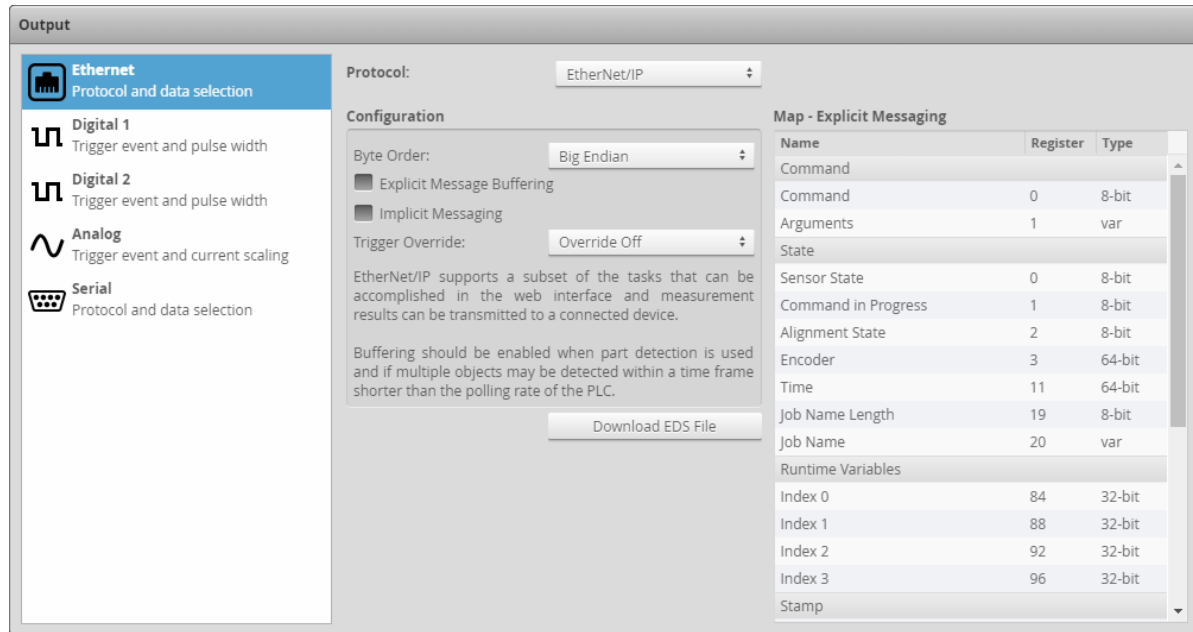 Output
Ethernet
Protocol and data selection
Digital 1
Trigger event and pulse width
Digital 2
Trigger event and pulse width
Analog
Trigger event and current scaling
Serial
Protocol and data selection
Protocol: EtherNet/IP
Configuration
Byte Order: Big Endian
Explicit Message Buffering
Implicit Messaging
Trigger Override: Override Off
EtherNet/IP supports a subset of the tasks that can be
accomplished in the web interface and measurement
results can be transmitted to a connected device.
Buffering should be enabled when part detection is used
and if multiple objects may be detected within a time frame
shorter than the polling rate of the PLC.
Download EDS File
Map - Explicit Messaging
Name Register Type
Command
Command 0 8-bit
Arguments 1 var
State
Sensor State 0 8-bit
Command in Progress 1 8-bit
Alignment State 2 8-bit
Encoder 3 64-bit
Time 11 64-bit
Job Name Length 19 8-bit
Job Name 20 var
Runtime Variables
Index 0 84 32-bit
Index 1 88 32-bit
Index 2 92 32-bit
Index 3 96 32-bit
Stamp